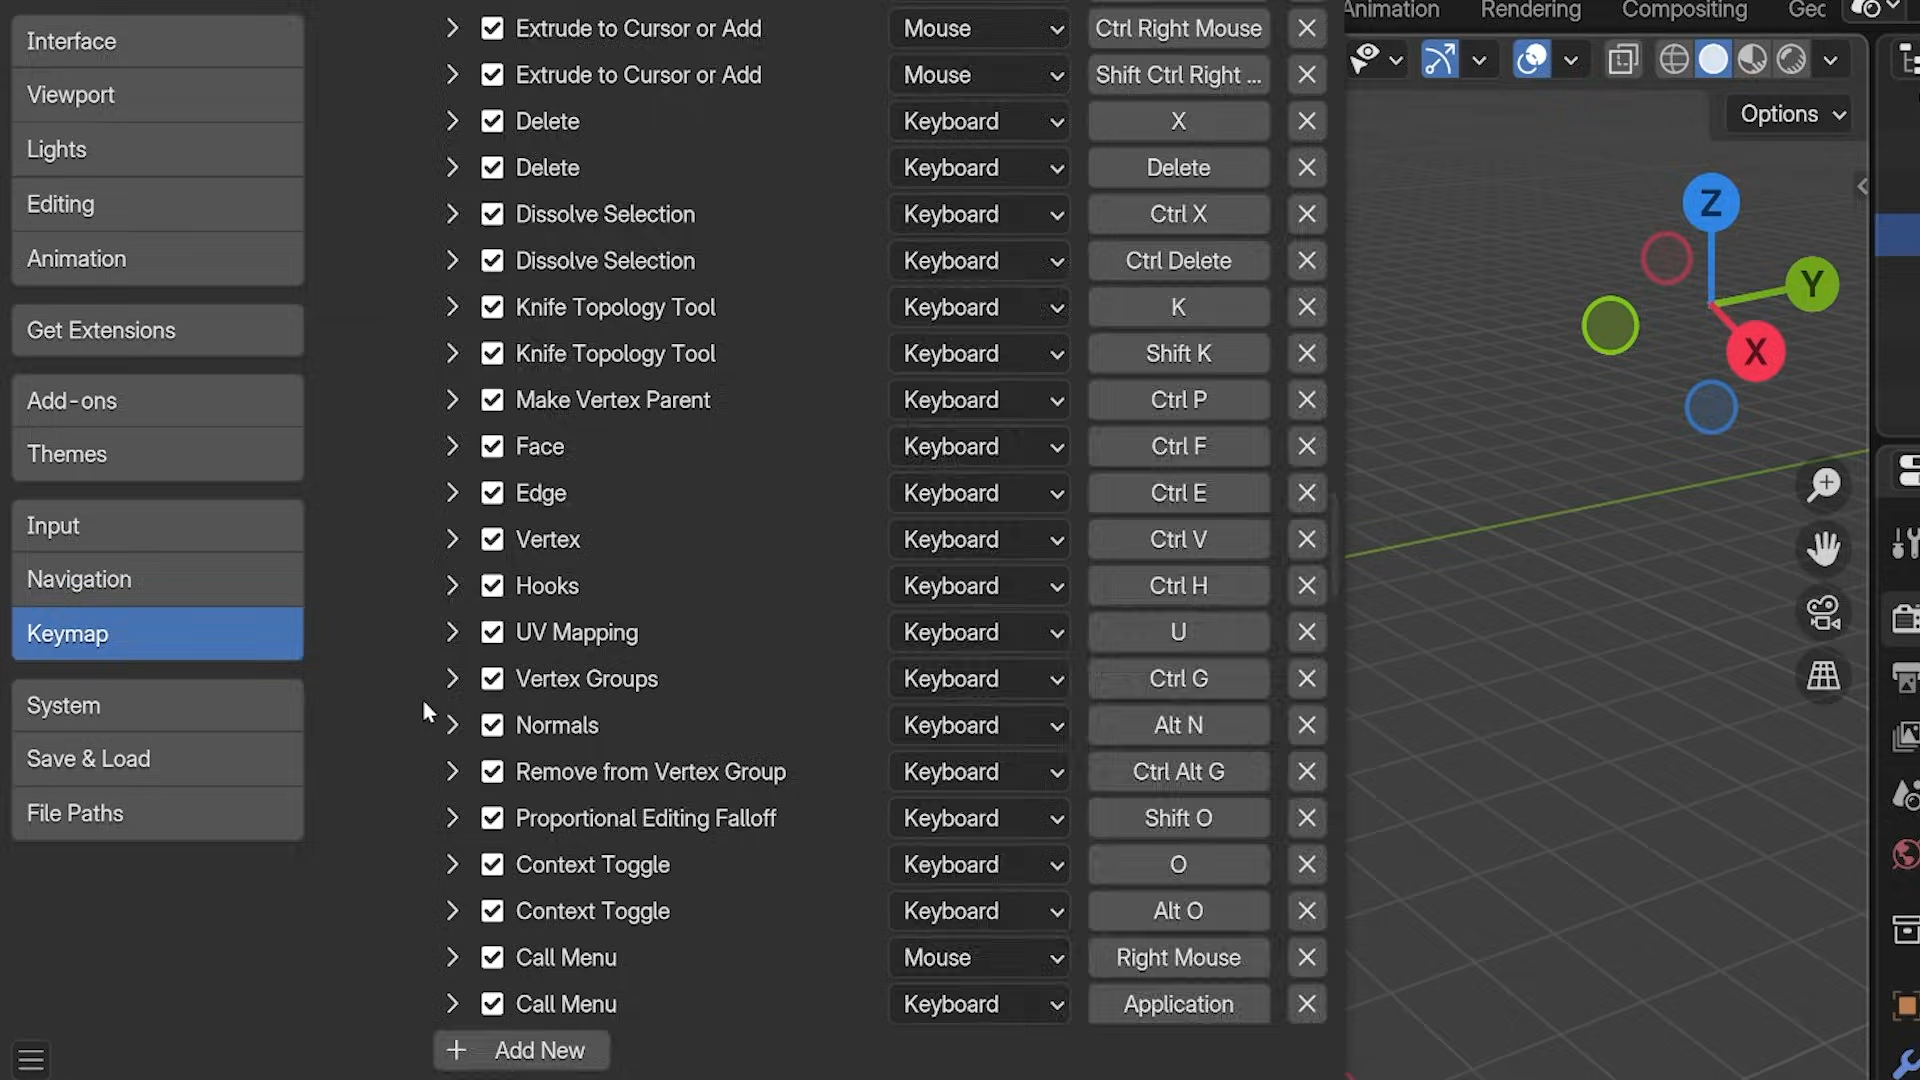 Interface
Viewport
Lights
Editing
Animation
Get Extensions
Add-ons
Themes
Input
Navigation
Keymap
System
Save & Load
File Paths
Extrude to Cursor or Add Mouse Ctrl Right Mouse
Extrude to Cursor or Add Mouse Shift Ctrl Right ...
Delete Keyboard X
Delete Keyboard Delete
Dissolve Selection Keyboard Ctrl X
Dissolve Selection Keyboard Ctrl Delete
Knife Topology Tool Keyboard K
Knife Topology Tool Keyboard Shift K
Make Vertex Parent Keyboard Ctrl P
Face Keyboard Ctrl F
Edge Keyboard Ctrl E
Vertex Keyboard Ctrl V
Hooks Keyboard Ctrl H
UV Mapping Keyboard U
Vertex Groups Keyboard Ctrl G
Normals Keyboard Alt N
Remove from Vertex Group Keyboard Ctrl Alt G
Proportional Editing Falloff Keyboard Shift O
Context Toggle Keyboard O
Context Toggle Keyboard Alt O
Call Menu Mouse Right Mouse
Call Menu Keyboard Application
+ Add New
Animation Rendering Compositing Gec
Options
Z
Y
X